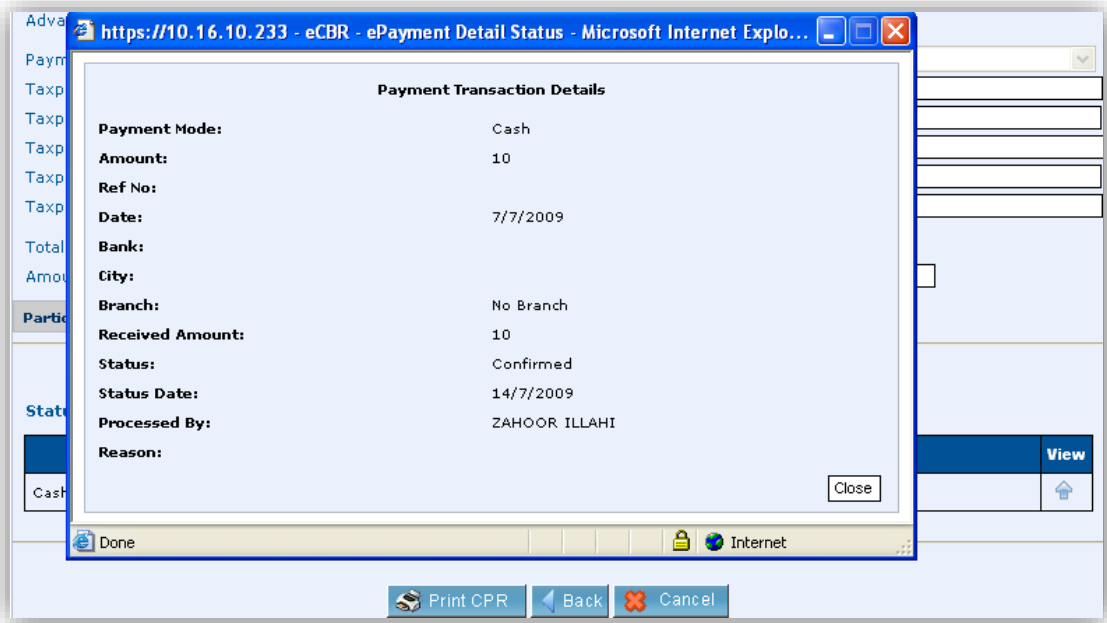 Adva
https://10.16.10.233 - eCBR - ePayment Detail Status - Microsoft Internet Explo...
Paym
Taxp
Taxp
Taxp
Taxp
Taxp
Total
Amou
Partic
Statu
Cash
Payment Transaction Details
Payment Mode: Cash
Amount: 10
Ref No:
Date: 7/7/2009
Bank:
City:
Branch: No Branch
Received Amount: 10
Status: Confirmed
Status Date: 14/7/2009
Processed By: ZAHOOR ILLAHI
Reason:
Close
View
Done
Internet
Print CPR
Back
Cancel